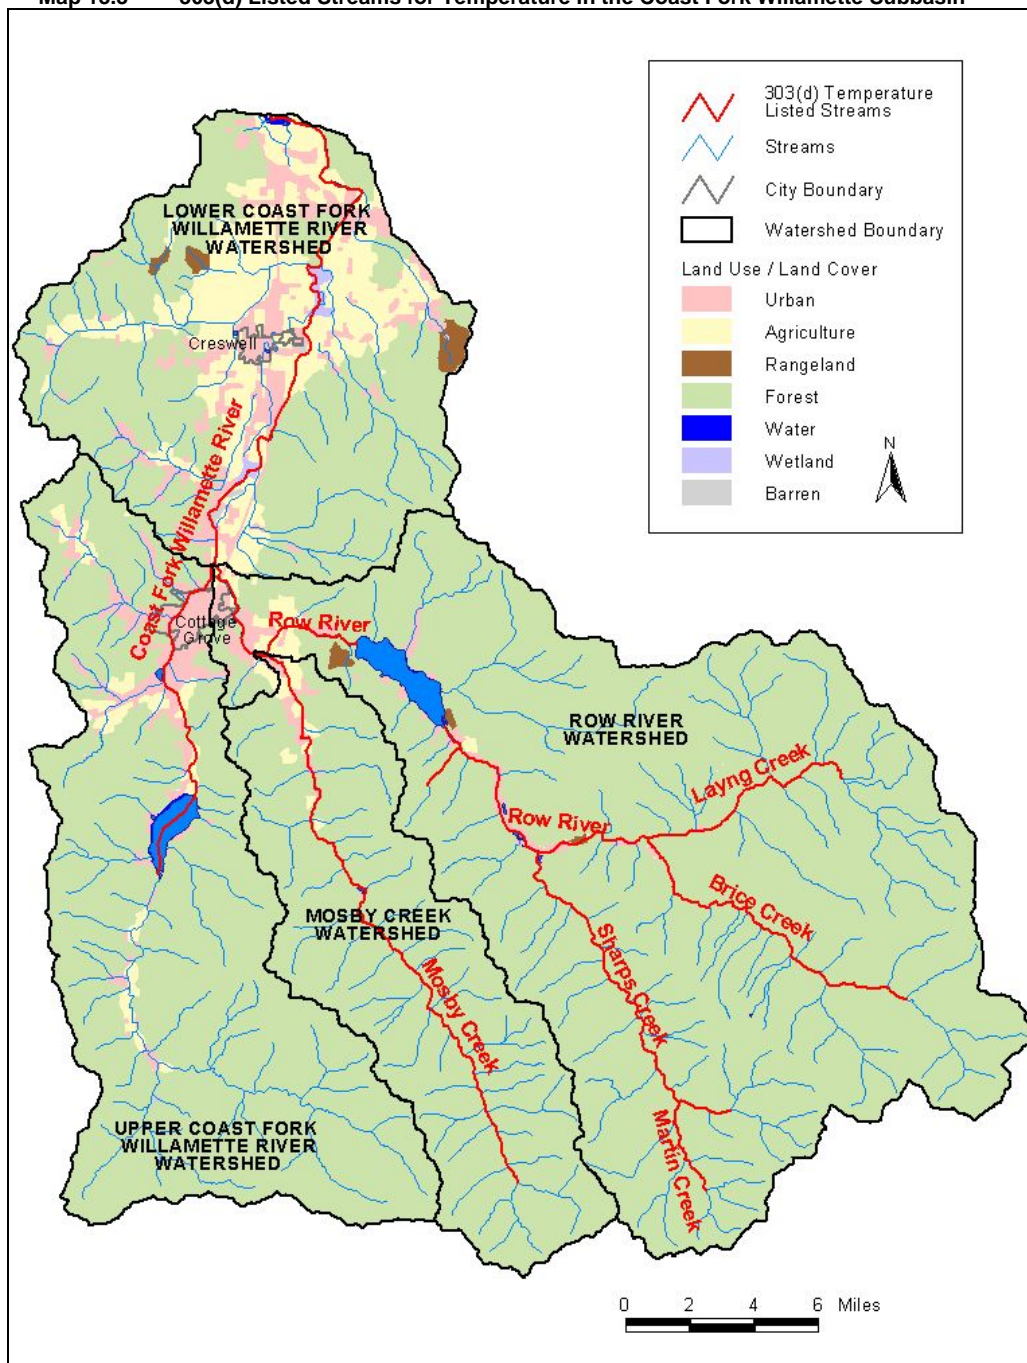 303(d) Listed Streams for Temperature in the Coast Fork Willamette Subbasin
303(d) Temperature
Listed Streams
Streams
City Boundary
Watershed Boundary
Land Use / Land Cover
Urban
Agriculture
Rangeland
Forest
Water
Wetland
Barren
N
LOWER COAST FORK
WILLAMETTE RIVER
WATERSHED
Creswell
Coast Fork Willamette River
Cottage
Grove
Row River
ROW RIVER
WATERSHED
Layng Creek
Row River
Brice Creek
MOSBY CREEK
WATERSHED
Sharps Creek
Mosby Creek
Martin Creek
UPPER COAST FORK
WILLAMETTE RIVER
WATERSHED
0 2 4 6 Miles